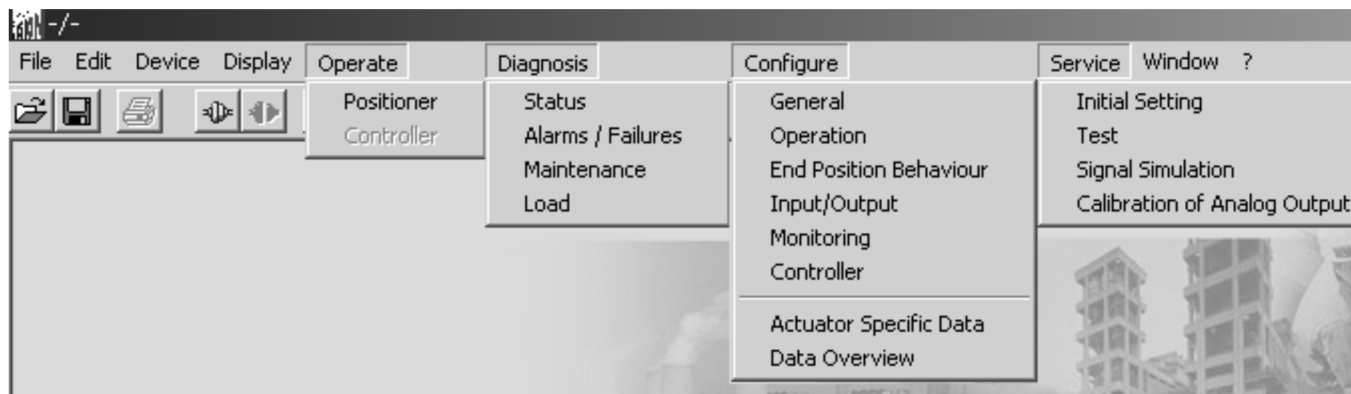 -/-
File Edit Device Display Operate Diagnosis Configure Service Window ?
Positioner
Controller
Status
Alarms / Failures
Maintenance
Load
General
Operation
End Position Behaviour
Input/Output
Monitoring
Controller
Actuator Specific Data
Data Overview
Initial Setting
Test
Signal Simulation
Calibration of Analog Output